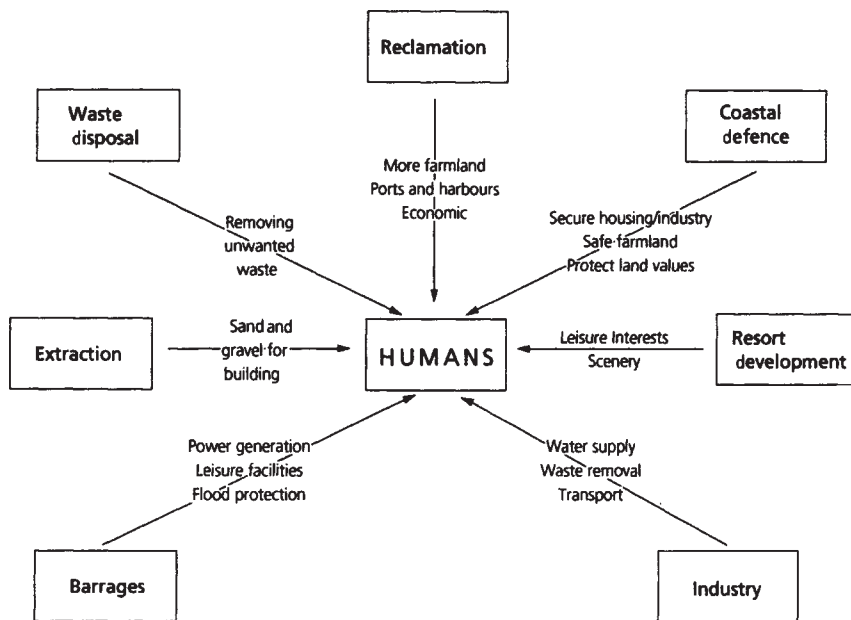 Reclamation
Waste
disposal
Coastal
defence
More farmland
Ports and harbours
Economic
Removing
unwanted
waste
Secure housing/industry
Safe farmland
Protect land values
Extraction
Sand and
gravel for
building
HUMANS
Leisure Interests
Scenery
Resort
development
Power generation
Leisure facilities
Flood protection
Water supply
Waste removal
Transport
Barrages
Industry